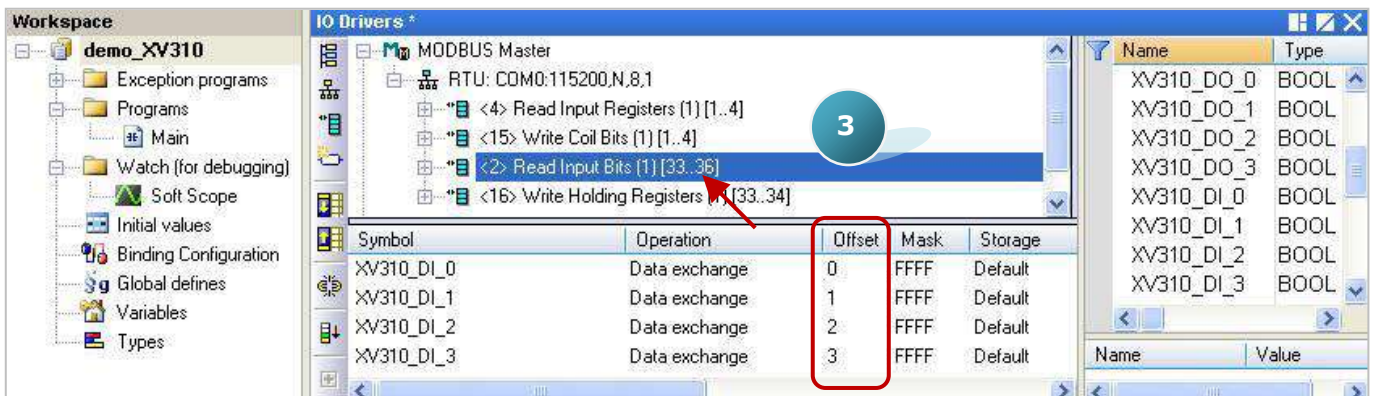 Workspace
demo_XV310
Exception programs
Programs
Main
Watch (for debugging)
Soft Scope
Initial values
Binding Configuration
Global defines
Variables
Types
IO Drivers *
MODBUS Master
RTU: COM0:115200,N,8,1
<4> Read Input Registers (1) [1..4]
<15> Write Coil Bits (1) [1..4]
<2> Read Input Bits (1) [33..36]
<16> Write Holding Registers (1) [33..34]
3
Symbol Operation Offset Mask Storage
XV310_DI_0 Data exchange 0 FFFF Default
XV310_DI_1 Data exchange 1 FFFF Default
XV310_DI_2 Data exchange 2 FFFF Default
XV310_DI_3 Data exchange 3 FFFF Default
Name Type
XV310_DO_0 BOOL
XV310_DO_1 BOOL
XV310_DO_2 BOOL
XV310_DO_3 BOOL
XV310_DI_0 BOOL
XV310_DI_1 BOOL
XV310_DI_2 BOOL
XV310_DI_3 BOOL
Name Value